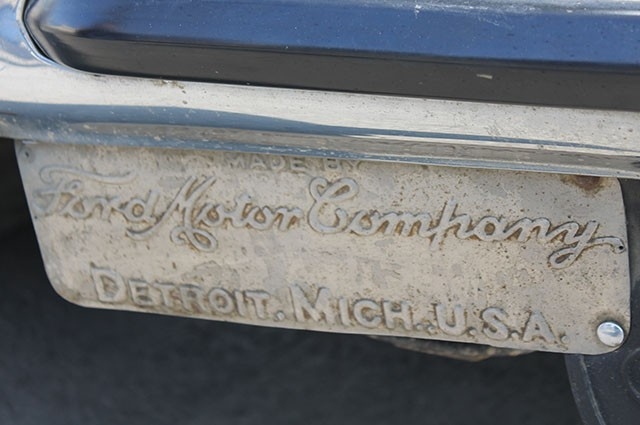 MADE BY
Ford Motor Company
DETROIT, MICH. U.S.A.